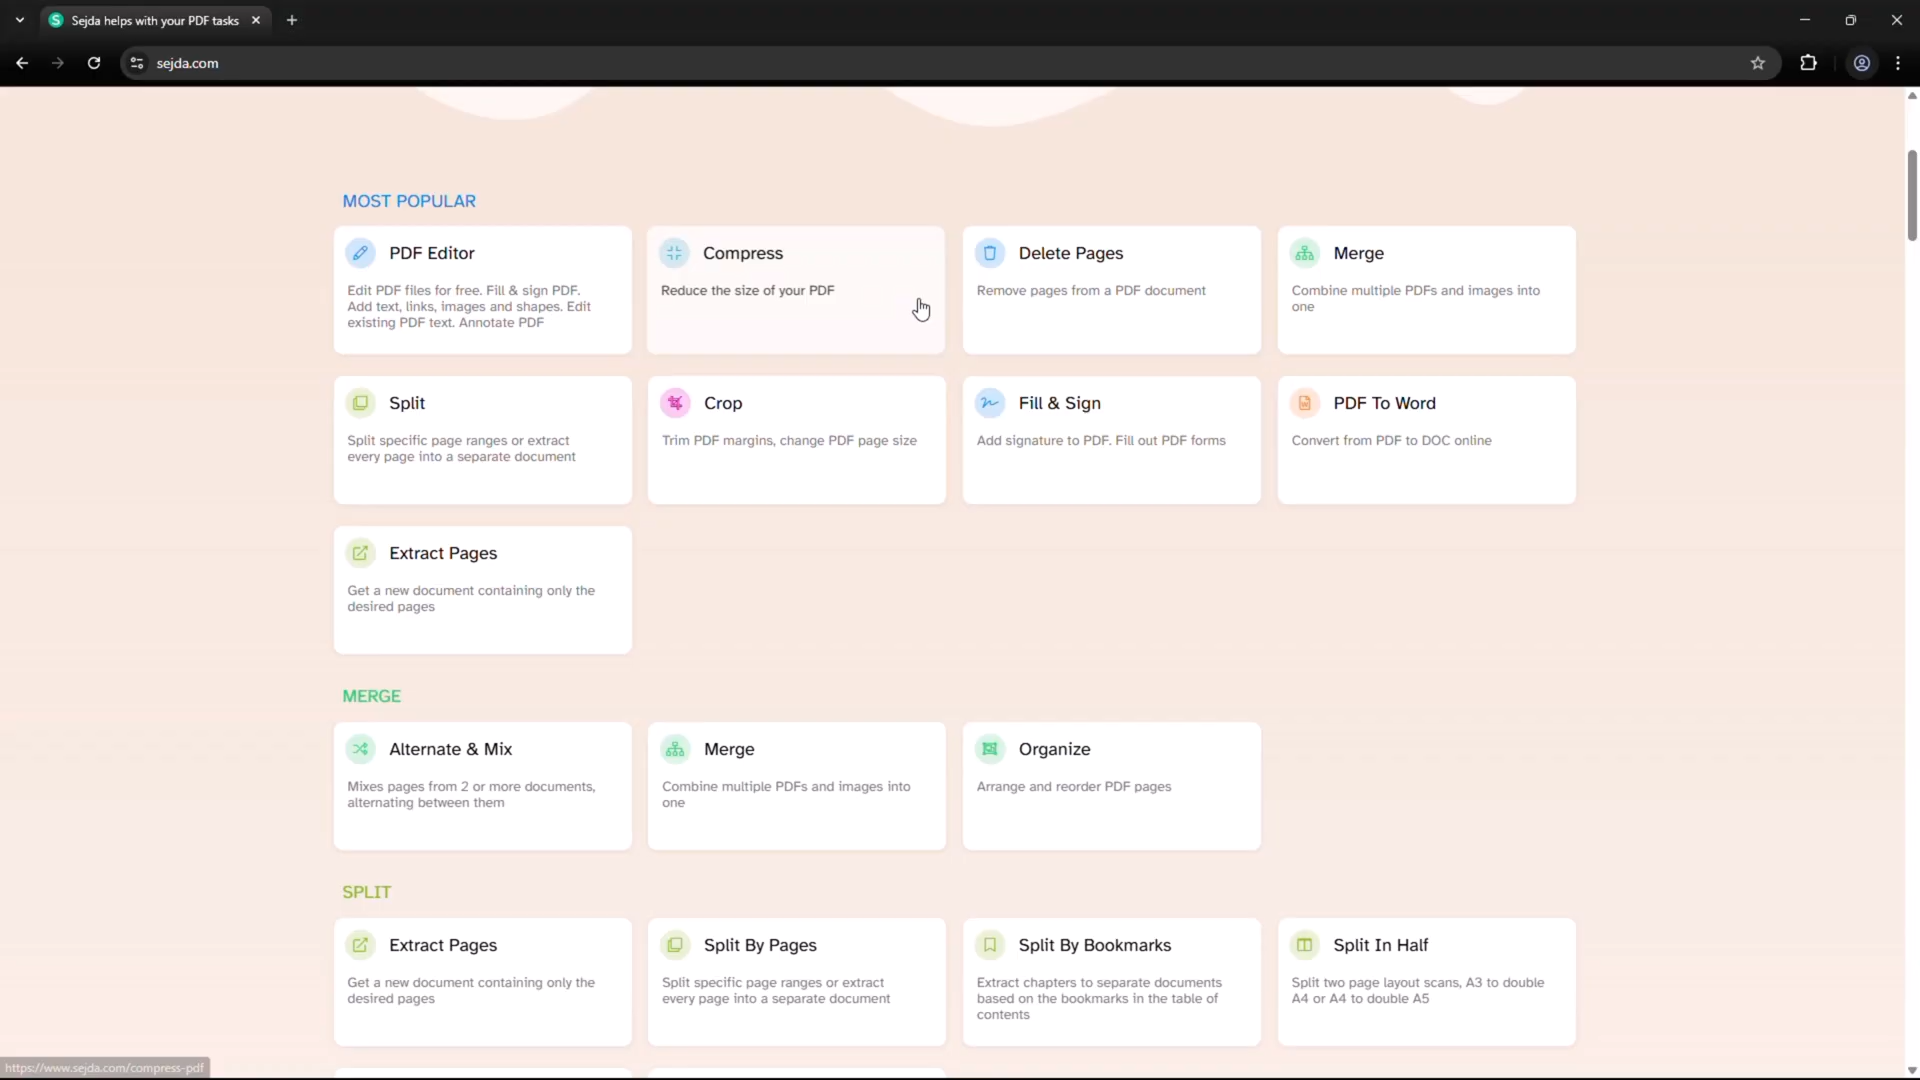 Sejda helps with your PDF tasks
sejda.com
MOST POPULAR
PDF Editor
Edit PDF files for free. Fill & sign PDF.
Add text, links, images and shapes. Edit
existing PDF text. Annotate PDF
Compress
Reduce the size of your PDF
Delete Pages
Remove pages from a PDF document
Merge
Combine multiple PDFs and images into
one
Split
Split specific page ranges or extract
every page into a separate document
Crop
Trim PDF margins, change PDF page size
Fill & Sign
Add signature to PDF. Fill out PDF forms
PDF To Word
Convert from PDF to DOC online
Extract Pages
Get a new document containing only the
desired pages
MERGE
Alternate & Mix
Mixes pages from 2 or more documents,
alternating between them
Merge
Combine multiple PDFs and images into
one
Organize
Arrange and reorder PDF pages
SPLIT
Extract Pages
Get a new document containing only the
desired pages
Split By Pages
Split specific page ranges or extract
every page into a separate document
Split By Bookmarks
Extract chapters to separate documents
based on the bookmarks in the table of
contents
Split In Half
Split two page layout scans, A3 to double
A4 or A4 to double A5
https://www.sejda.com/compress-pdf